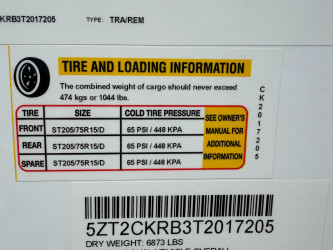 KRB3T2017205 TYPE: TRA/REM
TIRE AND LOADING INFORMATION
The combined weight of cargo should never exceed
474 kgs or 1044 lbs.
TIRE SIZE COLD TIRE PRESSURE
FRONT ST205/75R15/D 65 PSI / 448 KPA
REAR ST205/75R15/D 65 PSI / 448 KPA
SPARE ST205/75R15/D 65 PSI / 448 KPA
SEE OWNER'S
MANUAL FOR
ADDITIONAL
INFORMATION
CK2017205
5ZT2CKRB3T2017205
DRY WEIGHT: 6873 LBS